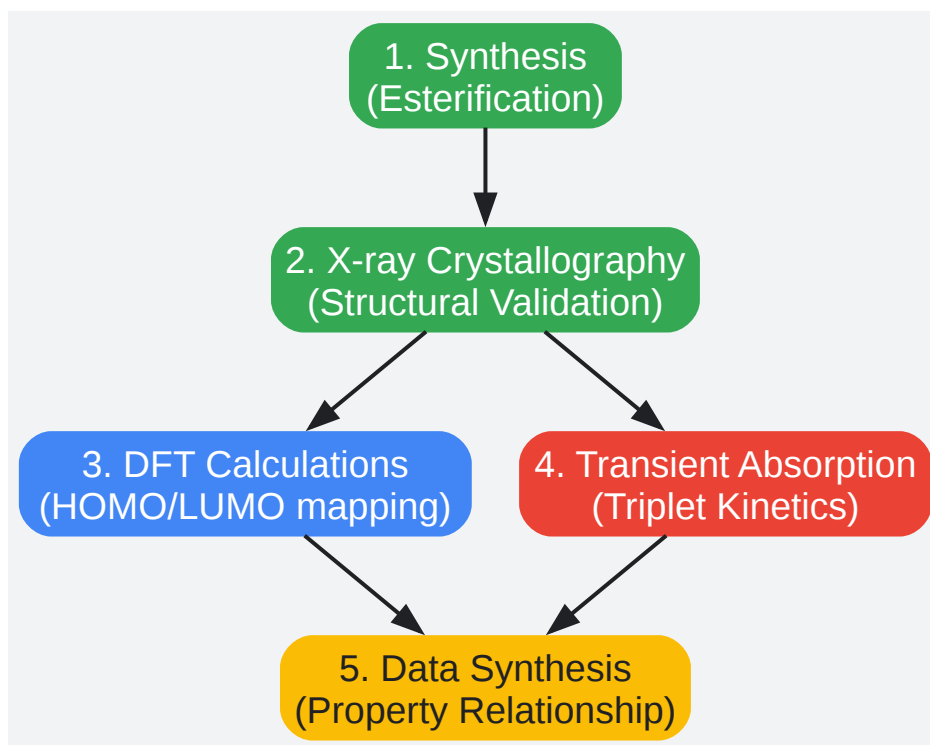 1. Synthesis
(Esterification)
2. X-ray Crystallography
(Structural Validation)
3. DFT Calculations
(HOMO/LUMO mapping)
4. Transient Absorption
(Triplet Kinetics)
5. Data Synthesis
(Property Relationship)